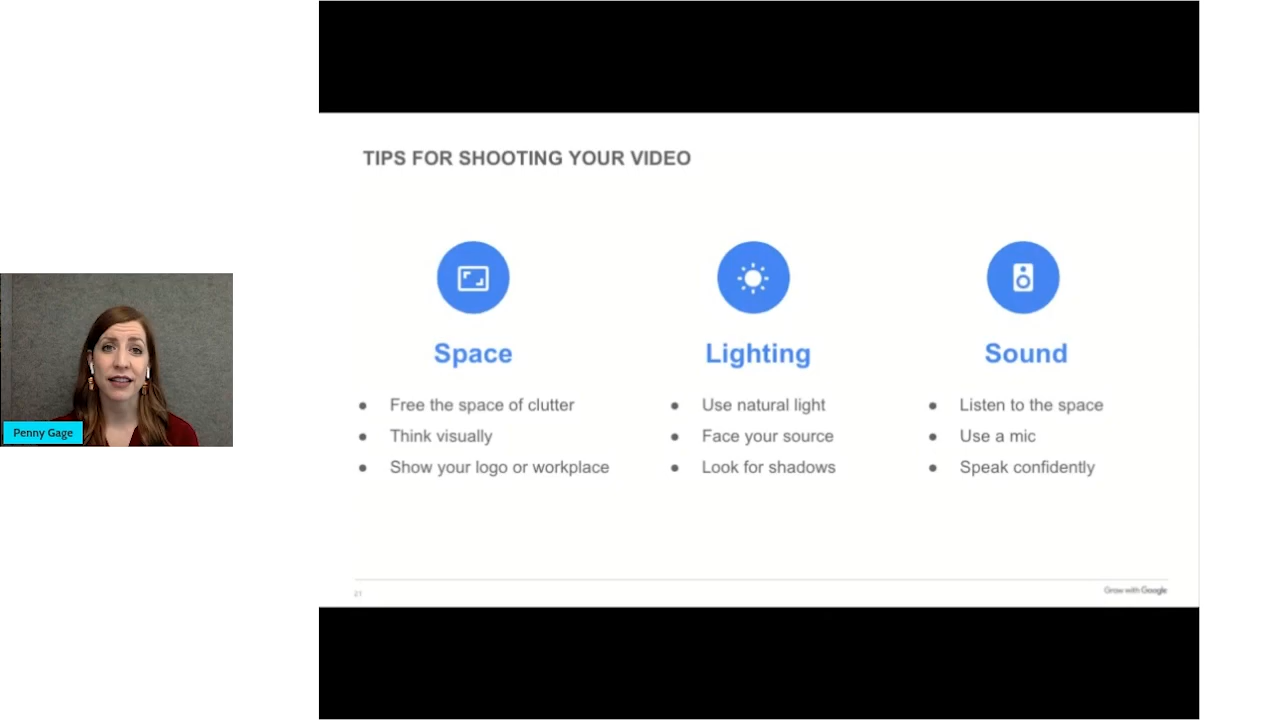 TIPS FOR SHOOTING YOUR VIDEO
Space
Lighting
Sound
● Free the space of clutter
● Think visually
● Show your logo or workplace
● Use natural light
● Face your source
● Look for shadows
● Listen to the space
● Use a mic
● Speak confidently
Penny Gage
21
Grow with Google